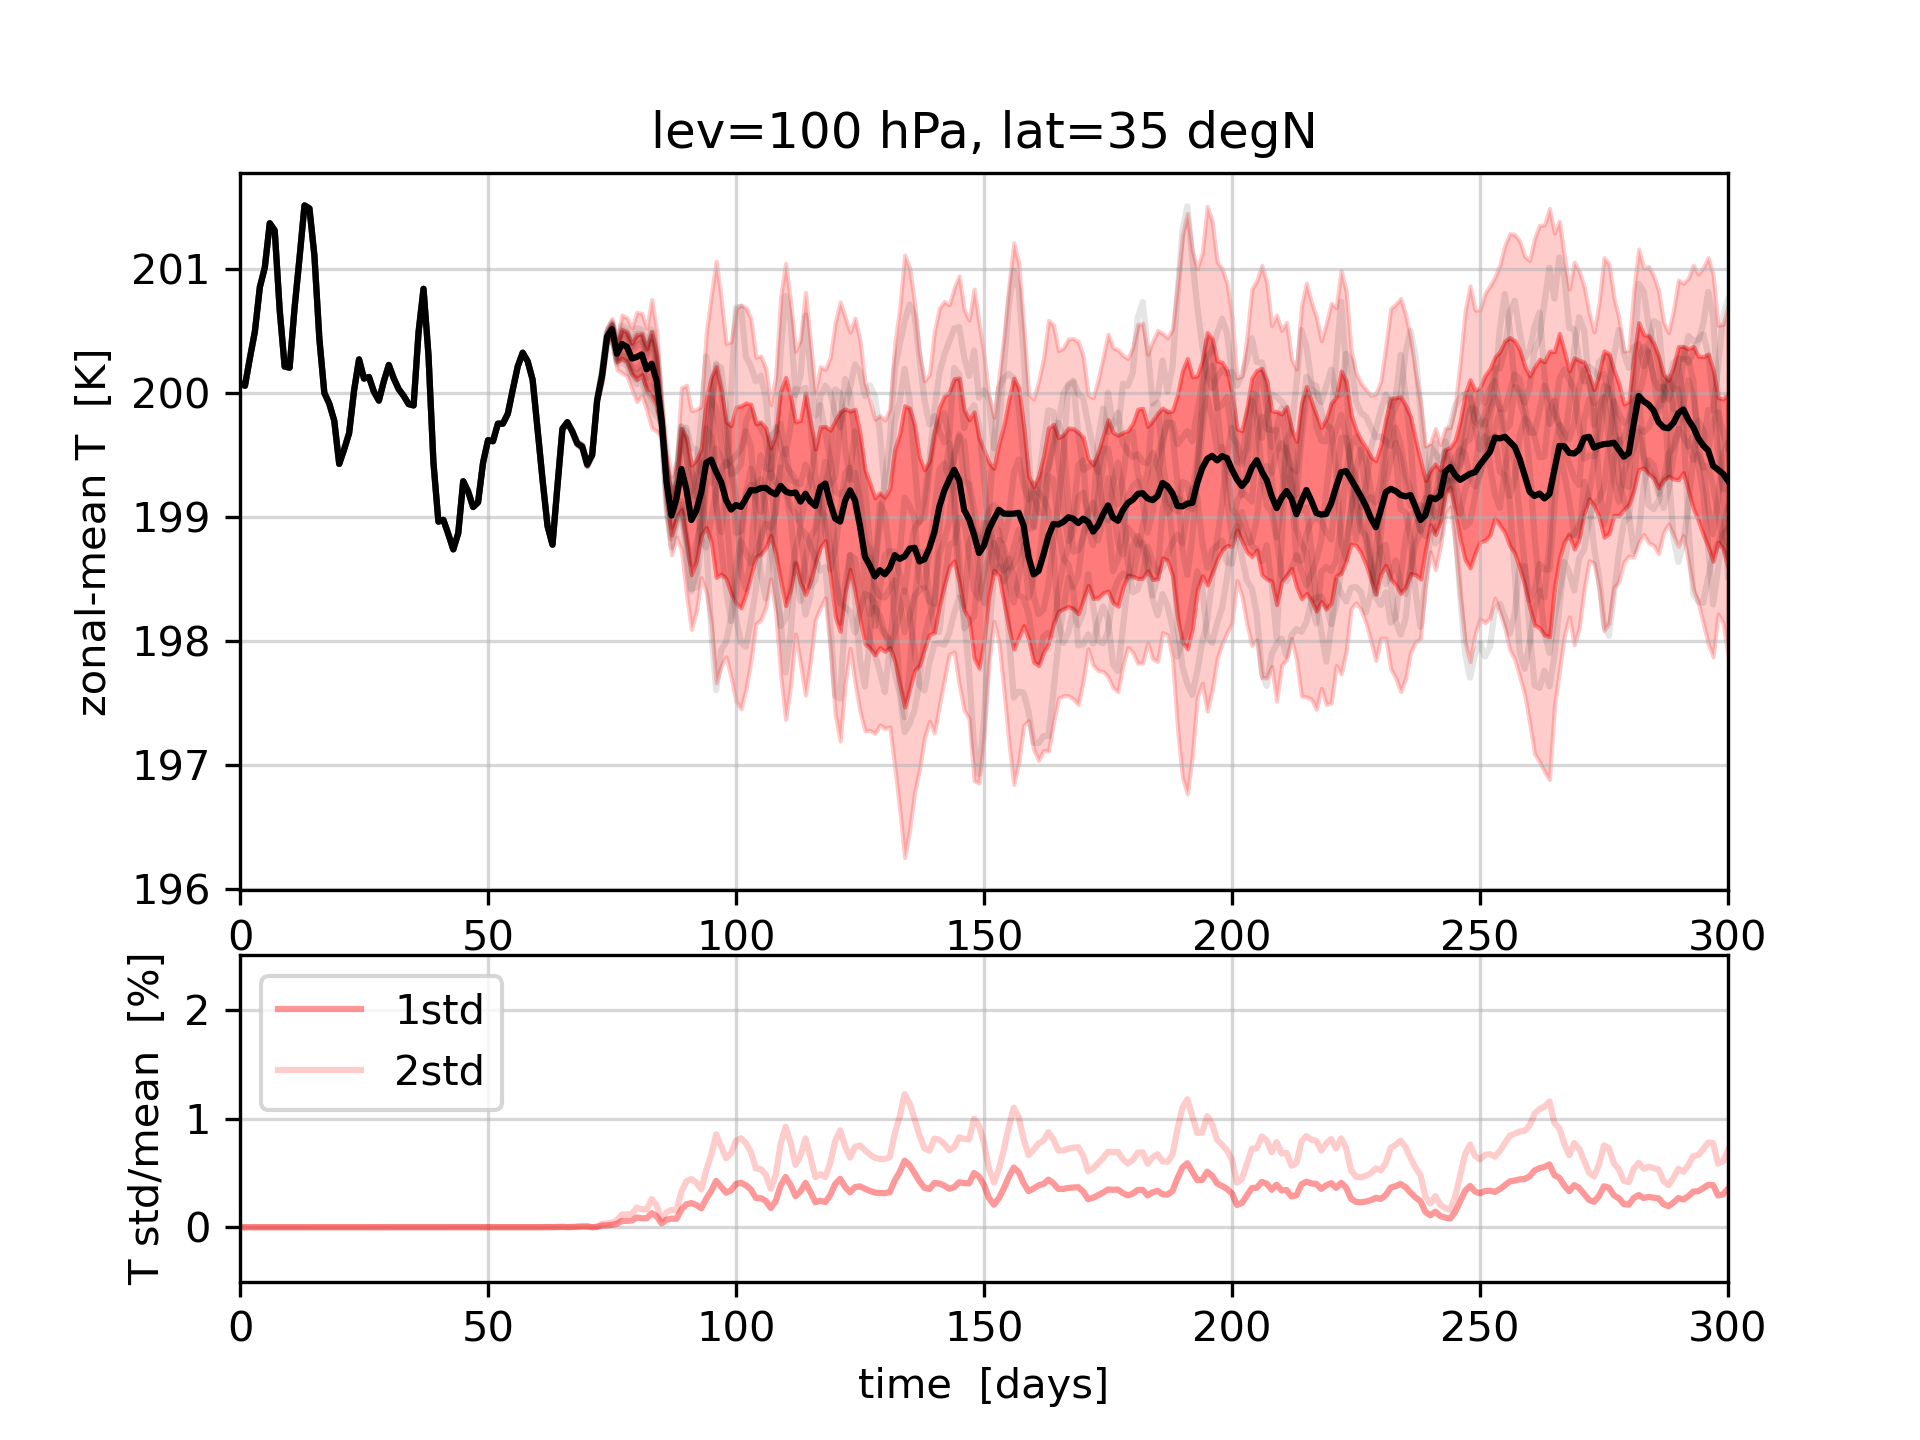 lev=100 hPa, lat=35 degN
zonal-mean T [K]
201
200
199
198
197
196
0 50 100 150 200 250 300
T std/mean [%]
2
1
0
1std
2std
0 50 100 150 200 250 300
time [days]